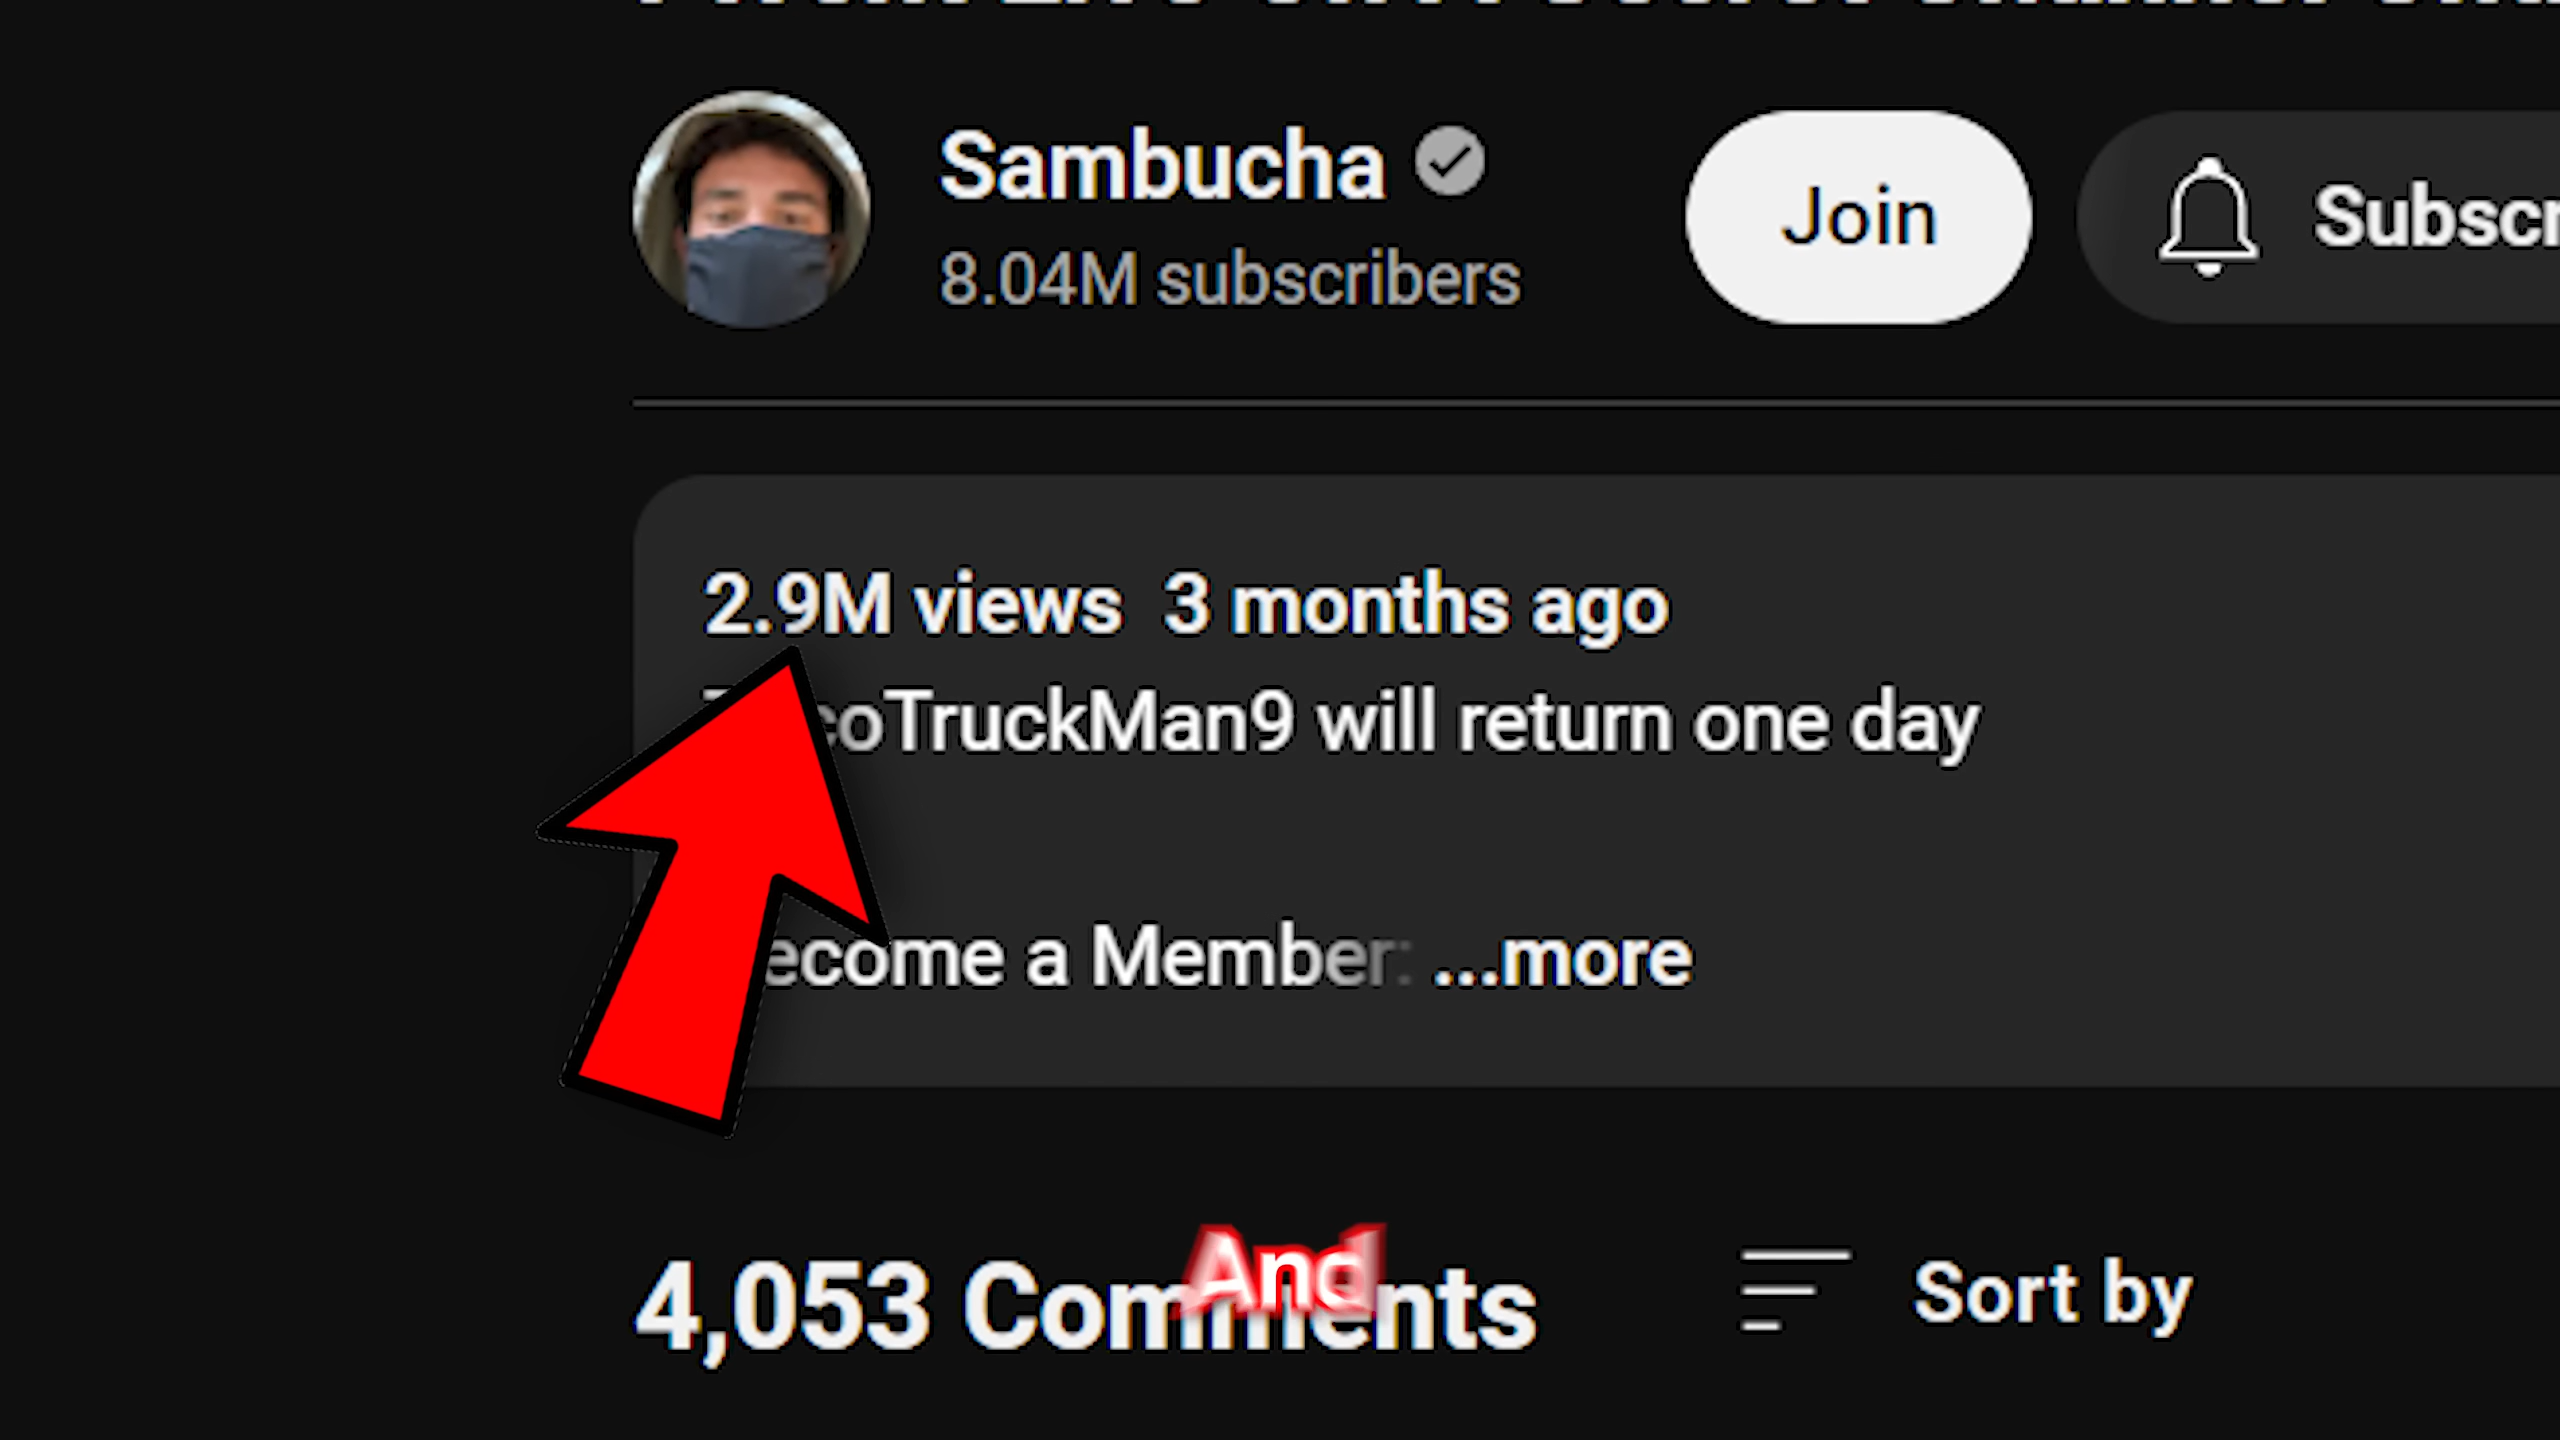 Sambucha
8.04M subscribers
Join
Subscr
2.9M views 3 months ago
coTruckMan9 will return one day
ecome a Member: ...more
4,053 Comments
And
Sort by